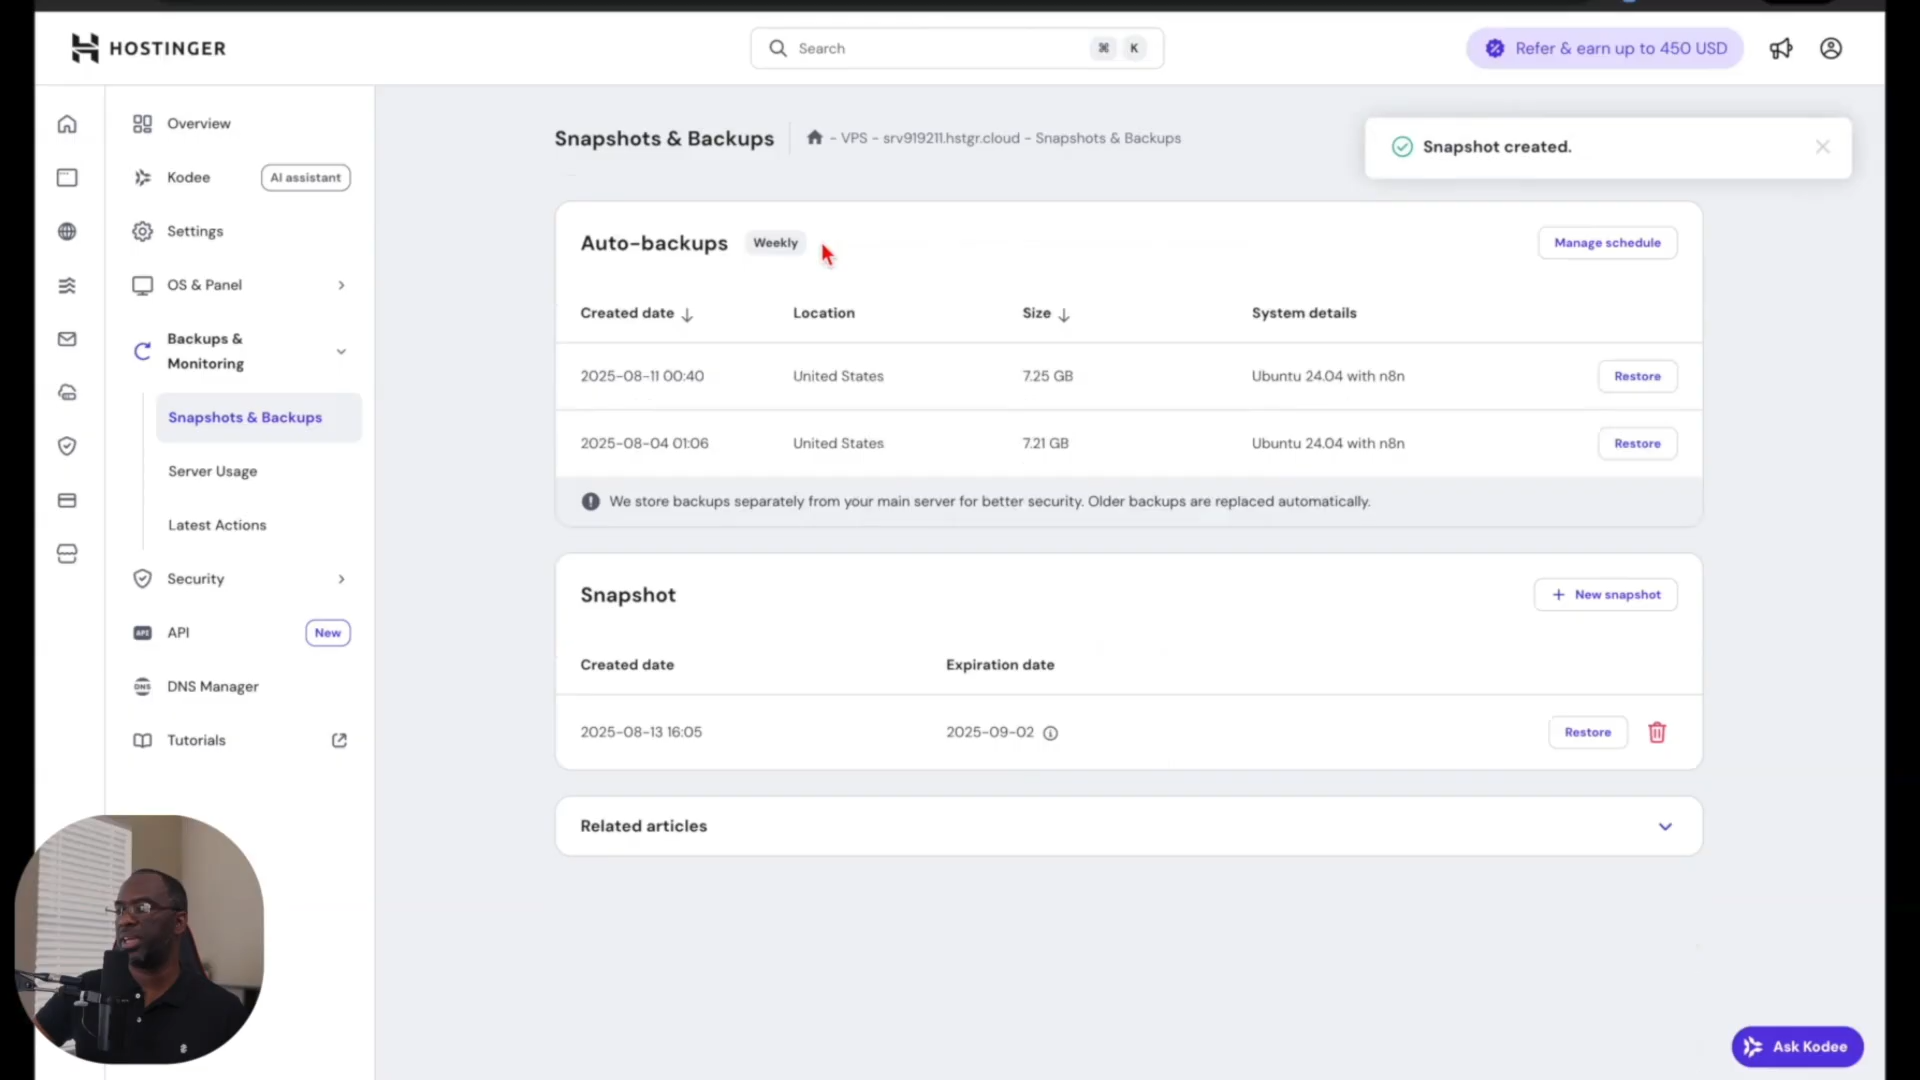 HOSTINGER
Search
⌘ K
Refer & earn up to 450 USD
Overview
Kodee
AI assistant
Settings
OS & Panel
Backups &
Monitoring
Snapshots & Backups
Server Usage
Latest Actions
Security
API
API
New
DNS
DNS Manager
Tutorials
Snapshots & Backups
- VPS - srv919211.hstgr.cloud - Snapshots & Backups
Snapshot created.
Auto-backups
Weekly
Manage schedule
Created date Location Size System details
2025-08-11 00:40 United States 7.25 GB Ubuntu 24.04 with n8n Restore
2025-08-04 01:06 United States 7.21 GB Ubuntu 24.04 with n8n Restore
We store backups separately from your main server for better security. Older backups are replaced automatically.
Snapshot
+ New snapshot
Created date Expiration date
2025-08-13 16:05 2025-09-02 Restore
Related articles
Ask Kodee